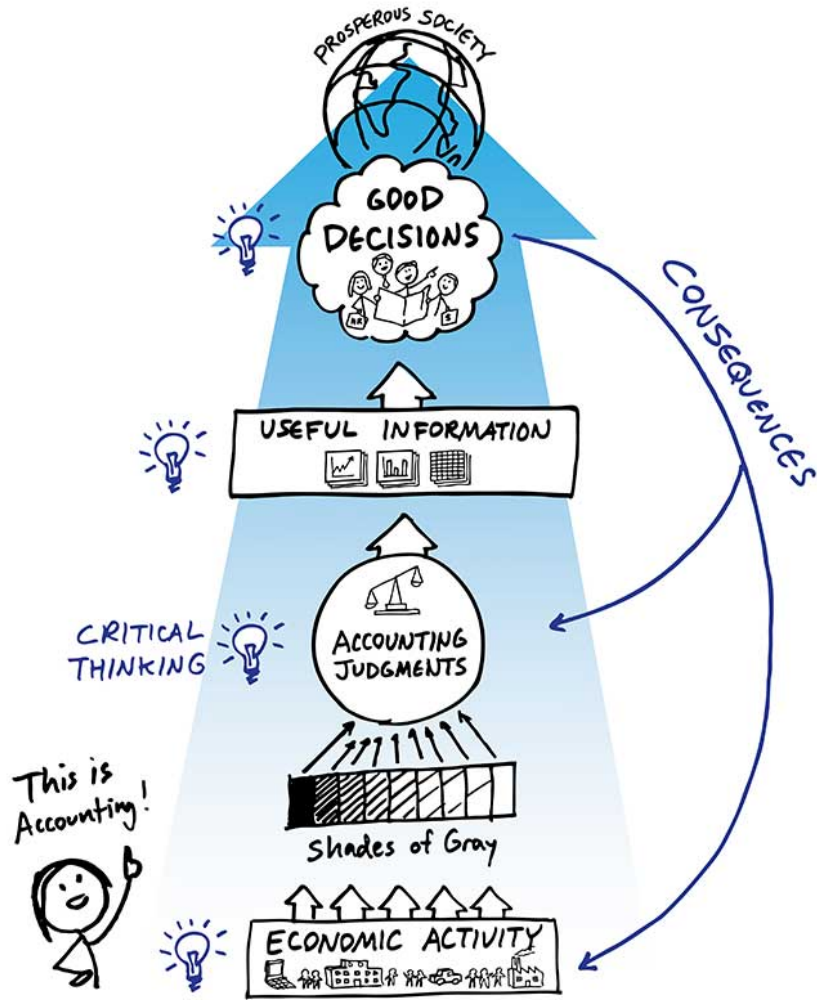 PROSPEROUS SOCIETY
GOOD
DECISIONS
HR
$
CONSEQUENCES
USEFUL INFORMATION
ACCOUNTING
JUDGMENTS
CRITICAL
THINKING
This is
Accounting!
Shades of Gray
ECONOMIC ACTIVITY